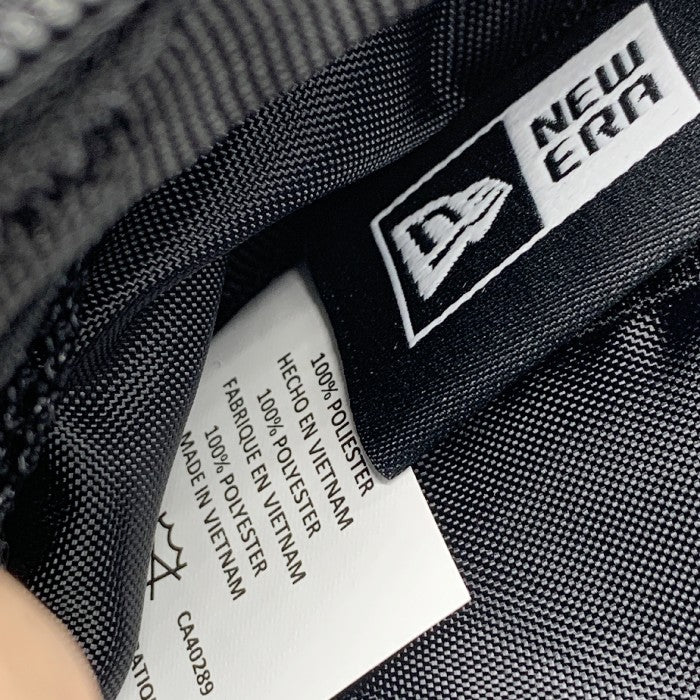 NEW
ERA
100% POLIESTER
HECHO EN VIETNAM
100% POLYESTER
FABRIQUE EN VIETNAM
100% POLYESTER
MADE IN VIETNAM
CA40289